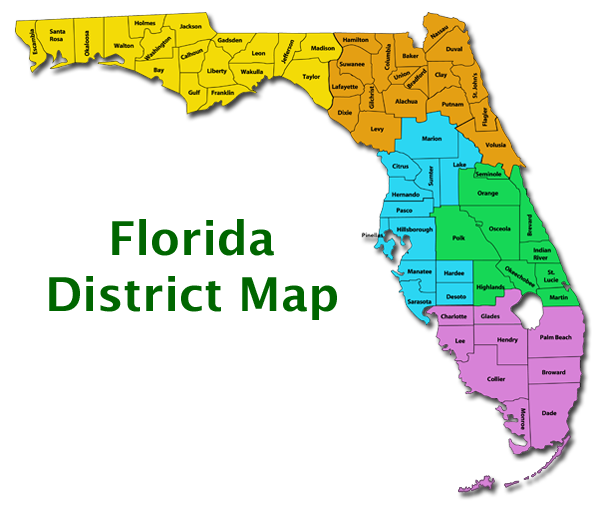 Escambia
Santa
Rosa
Okaloosa
Walton
Holmes
Washington
Bay
Jackson
Calhoun
Gulf
Gadsden
Liberty
Franklin
Leon
Wakulla
Jefferson
Madison
Taylor
Hamilton
Suwanee
Lafayette
Dixie
Columbia
Gilchrist
Levy
Baker
Union
Bradford
Alachua
Nassau
Duval
Clay
Putnam
St. John's
Flagler
Volusia
Marion
Citrus
Sumter
Lake
Hernando
Pasco
Pinellas
Hillsborough
Manatee
Hardee
Sarasota
Desoto
Seminole
Orange
Polk
Osceola
Brevard
Indian
River
Okeechobee
St.
Lucie
Highlands
Martin
Charlotte
Glades
Lee
Hendry
Palm Beach
Collier
Broward
Monroe
Dade
Florida
District Map